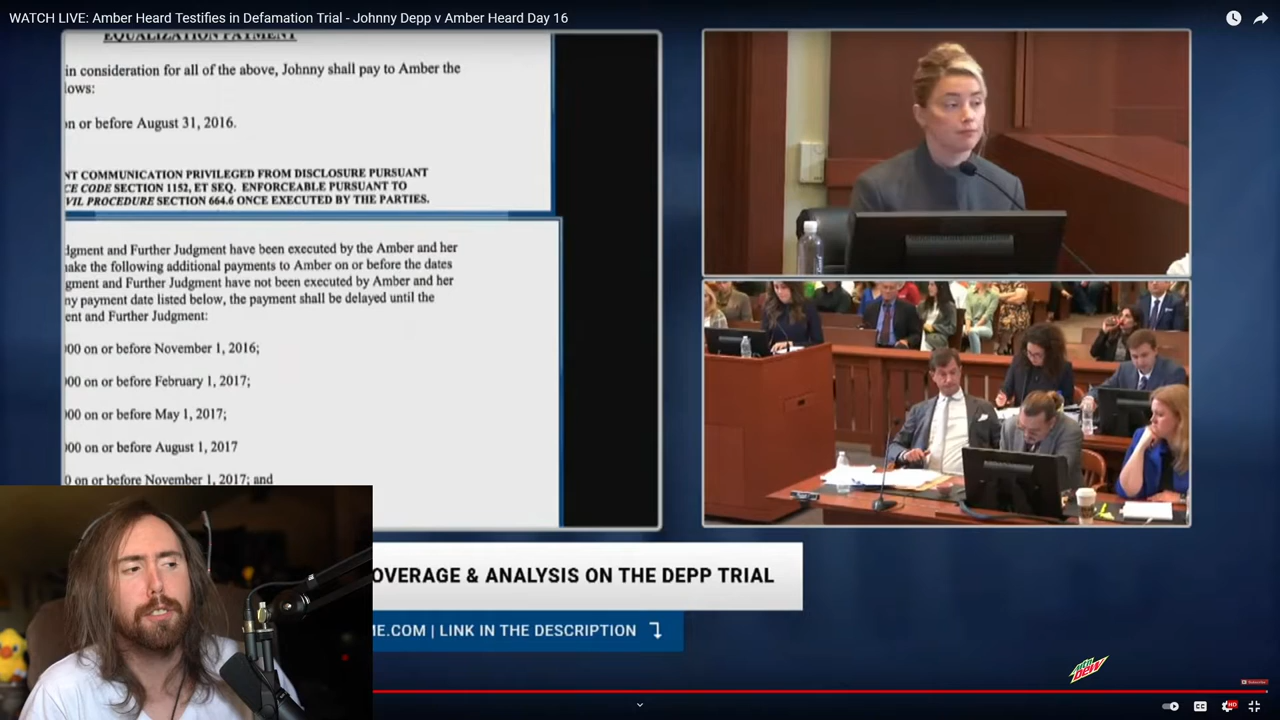 WATCH LIVE: Amber Heard Testifies in Defamation Trial - Johnny Depp v Amber Heard Day 16
EQUALIZATION PAYMENT
in consideration for all of the above, Johnny shall pay to Amber the
lows:
on or before August 31, 2016.
NT COMMUNICATION PRIVILEGED FROM DISCLOSURE PURSUANT
CE CODE SECTION 1152, ET SEQ. ENFORCEABLE PURSUANT TO
VIL PROCEDURE SECTION 664.6 ONCE EXECUTED BY THE PARTIES.
dgment and Further Judgment have been executed by the Amber and her
ake the following additional payments to Amber on or before the dates
gment and Further Judgment have not been executed by Amber and her
ny payment date listed below, the payment shall be delayed until the
ent and Further Judgment:
00 on or before November 1, 2016;
00 on or before February 1, 2017;
00 on or before May 1, 2017;
00 on or before August 1, 2017
0 on or before November 1, 2017; and
OVERAGE & ANALYSIS ON THE DEPP TRIAL
ME.COM | LINK IN THE DESCRIPTION
mtn dew
Subscribe
CC
HD